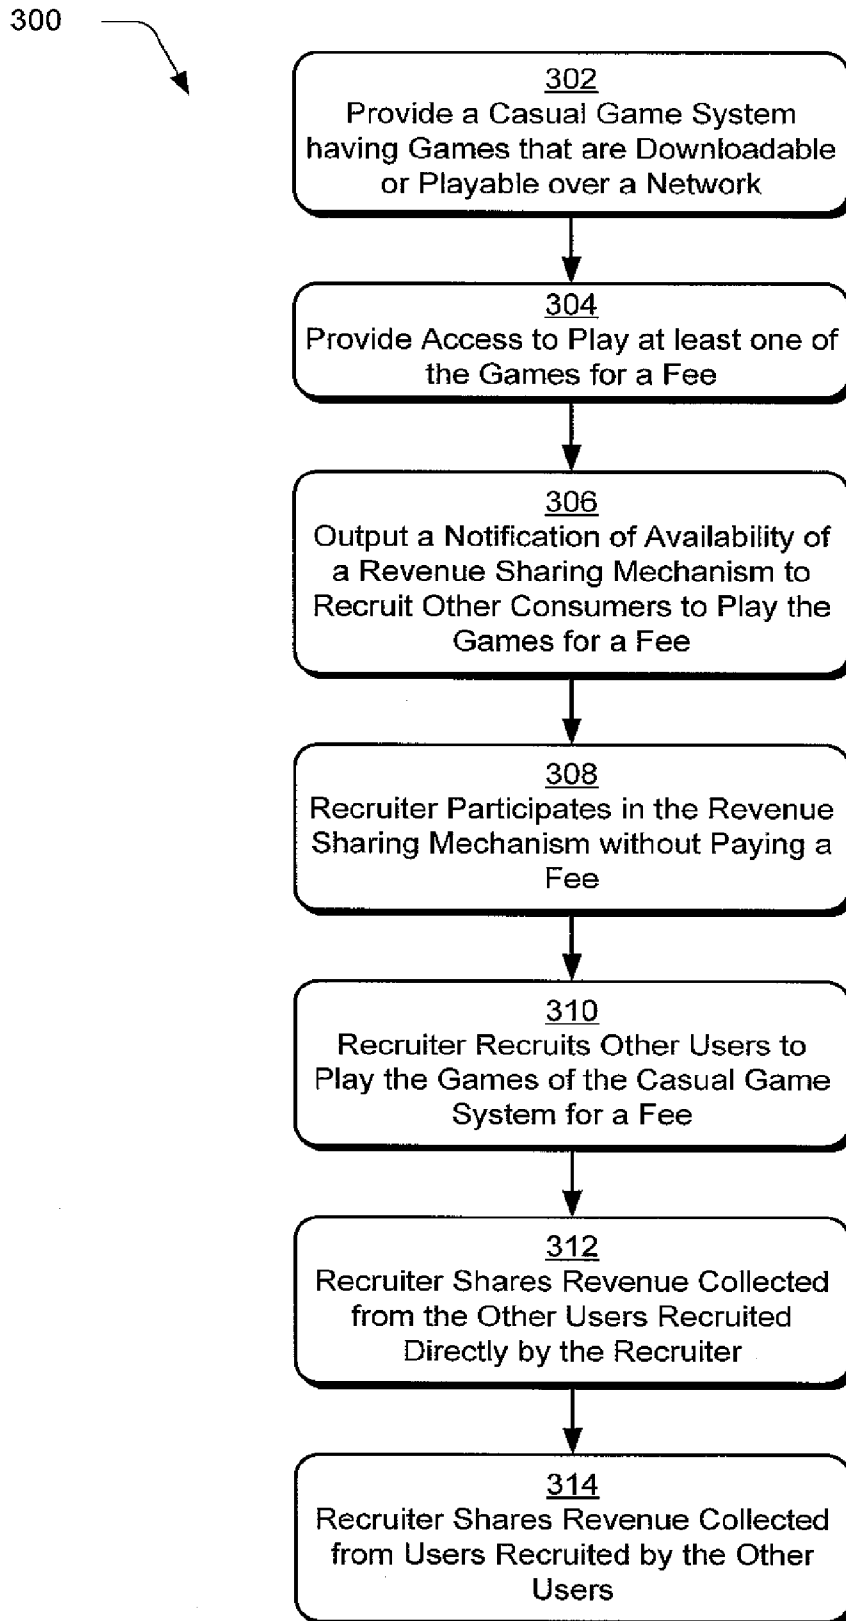 300
302
Provide a Casual Game System
having Games that are Downloadable
or Playable over a Network
304
Provide Access to Play at least one of
the Games for a Fee
306
Output a Notification of Availability of
a Revenue Sharing Mechanism to
Recruit Other Consumers to Play the
Games for a Fee
308
Recruiter Participates in the Revenue
Sharing Mechanism without Paying a
Fee
310
Recruiter Recruits Other Users to
Play the Games of the Casual Game
System for a Fee
312
Recruiter Shares Revenue Collected
from the Other Users Recruited
Directly by the Recruiter
314
Recruiter Shares Revenue Collected
from Users Recruited by the Other
Users